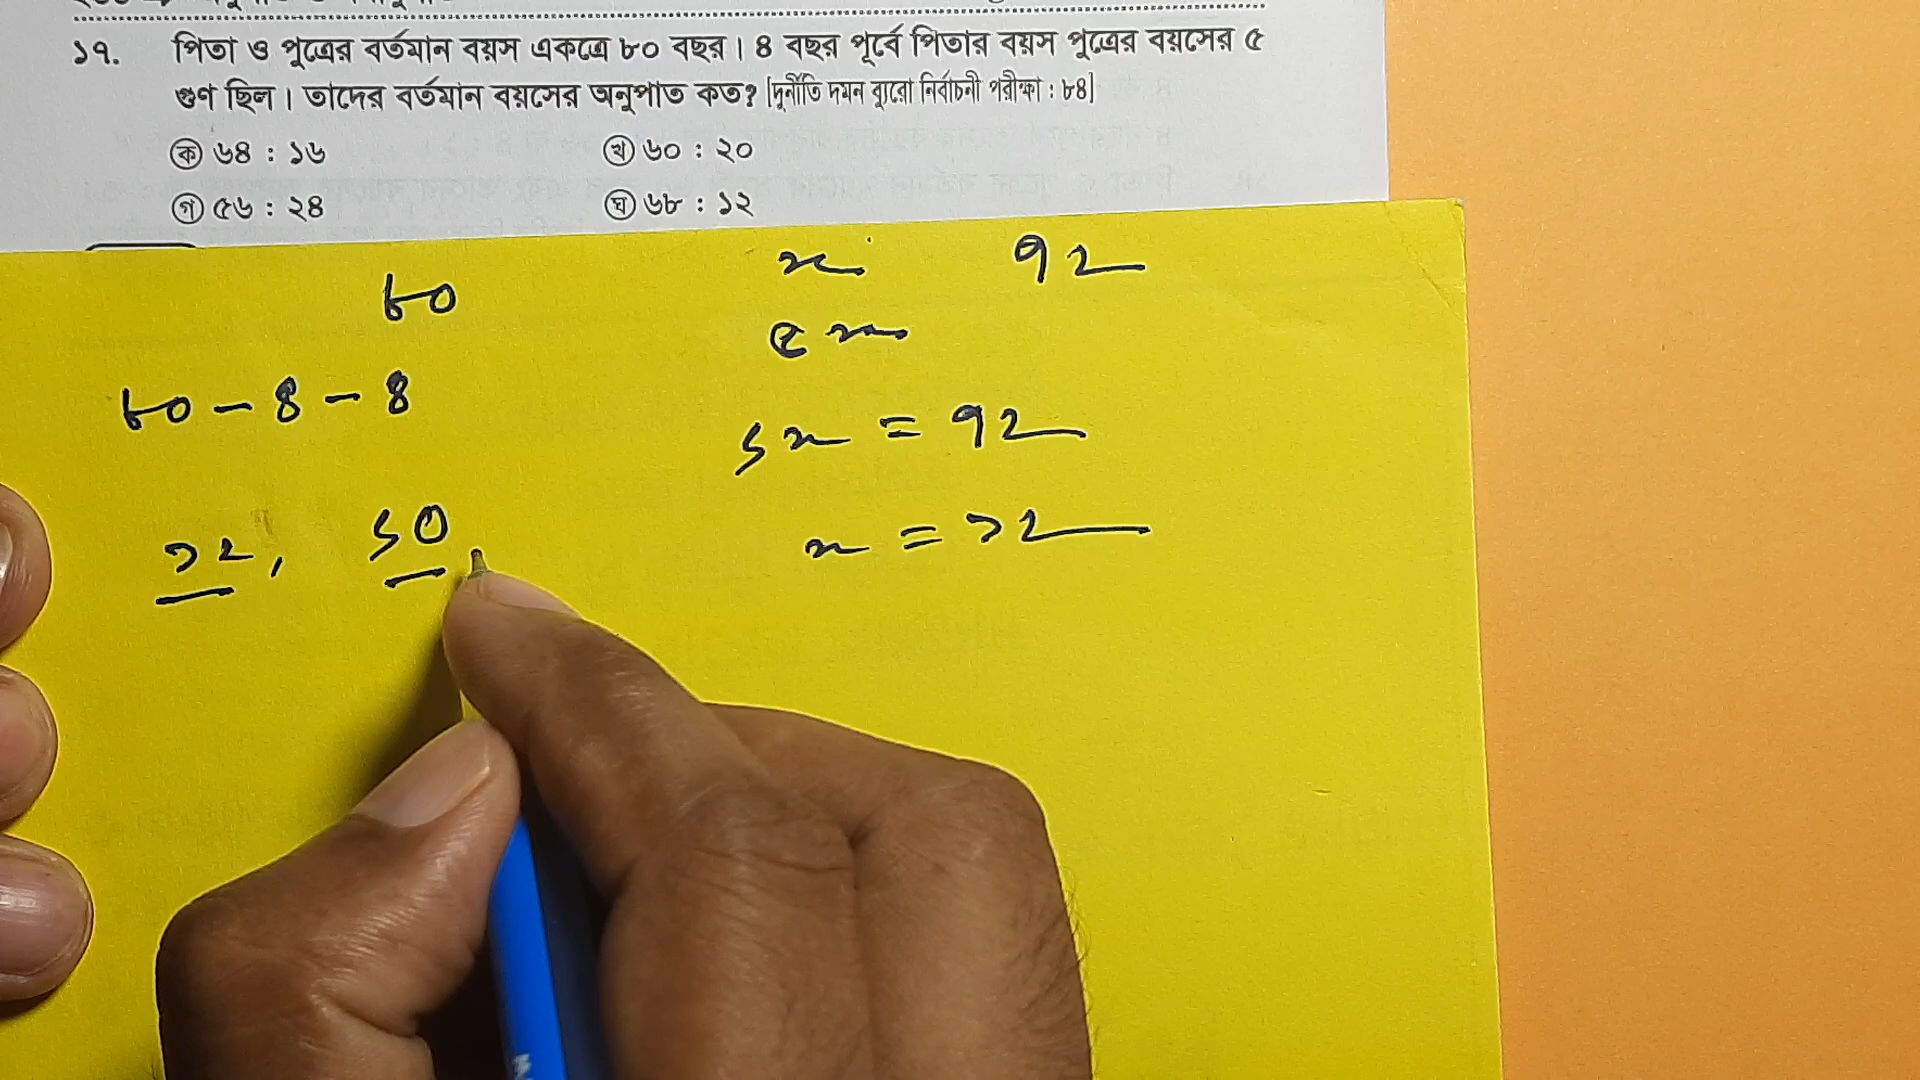 ১৭. পিতা ও পুত্রের বর্তমান বয়স একত্রে ৮০ বছর। ৪ বছর পূর্বে পিতার বয়স পুত্রের বয়সের ৫
গুণ ছিল। তাদের বর্তমান বয়সের অনুপাত কত? [দুর্নীতি দমন ব্যুরো নির্বাচনী পরীক্ষা : ৮৪]
ক ৬৪ : ১৬ খ ৬০ : ২০
গ ৫৬ : ২৪ ঘ ৬৮ : ১২
৮০
৮০ - ৪ - ৪
১২, ৬০
x ৭২
৫x
৬x = ৭২
x = ১২